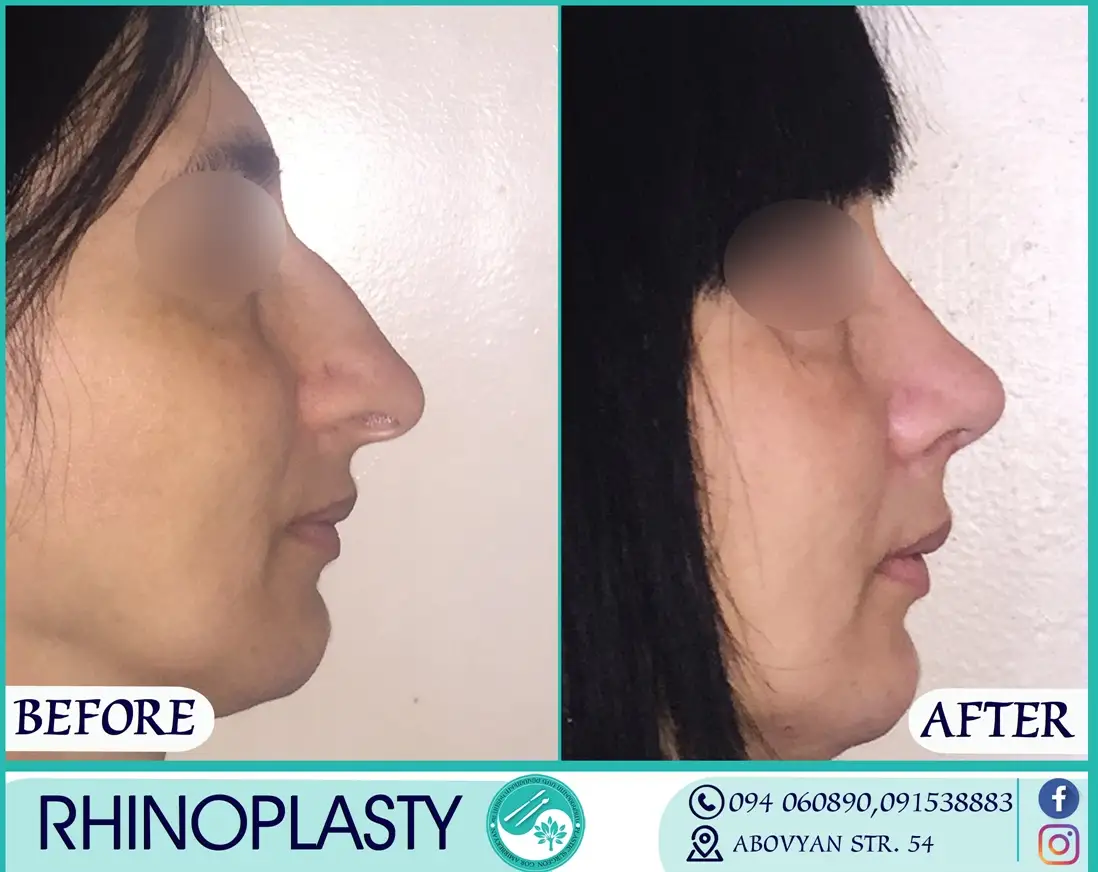 BEFORE
AFTER
RHINOPLASTY
094 060890,091538883
ABOVYAN STR. 54